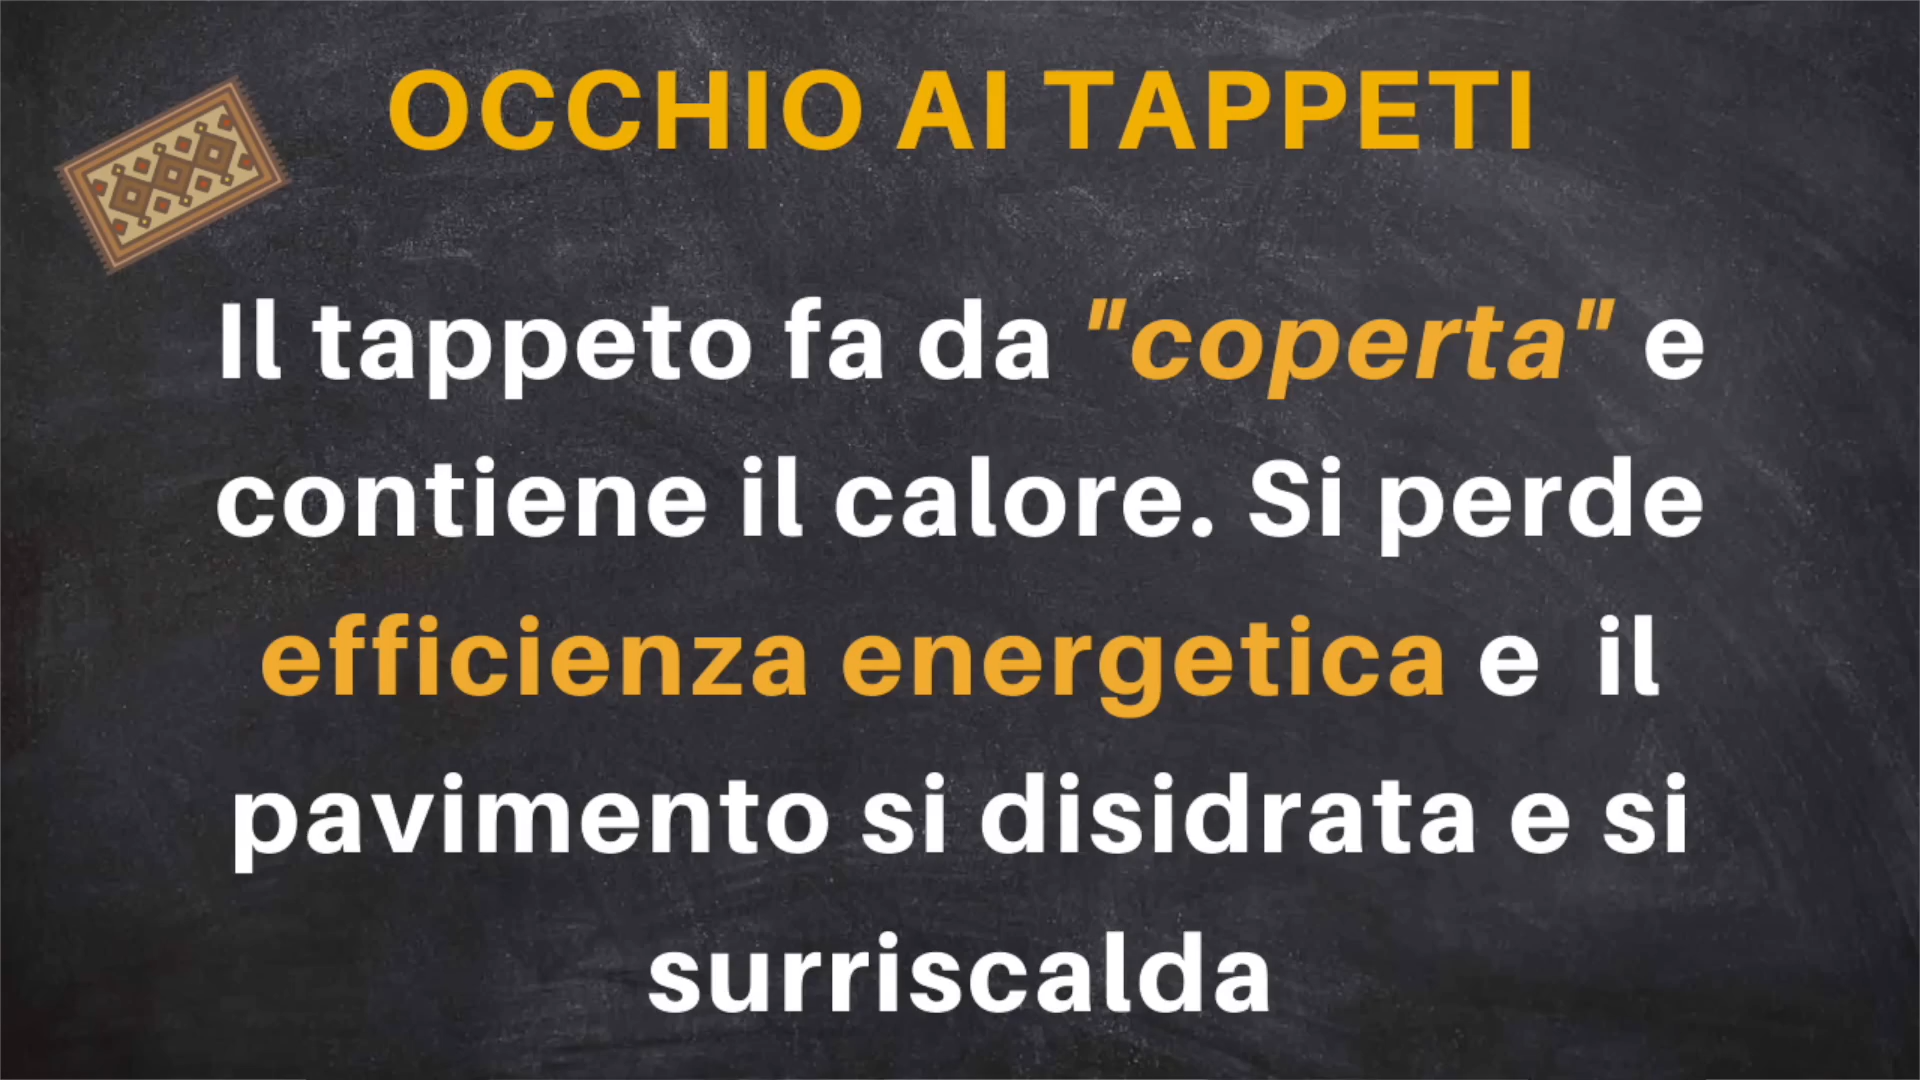 OCCHIO AI TAPPETI
Il tappeto fa da "coperta" e
contiene il calore. Si perde
efficienza energetica e  il
pavimento si disidrata e si
surriscalda